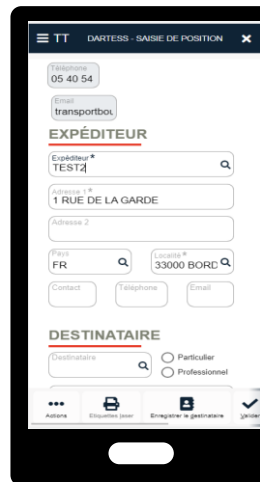 TT DARTESS - SAISIE DE POSITION
Téléphone
05 40 54
Email
transportbou
EXPÉDITEUR
Expéditeur *
TEST2
Adresse 1 *
1 RUE DE LA GARDE
Adresse 2
Pays
FR
Localité *
33000 BORD
Contact Téléphone Email
DESTINATAIRE
Destinataire
Particulier
Professionnel
Actions Etiquettes laser Enregistrer le destinataire Valider